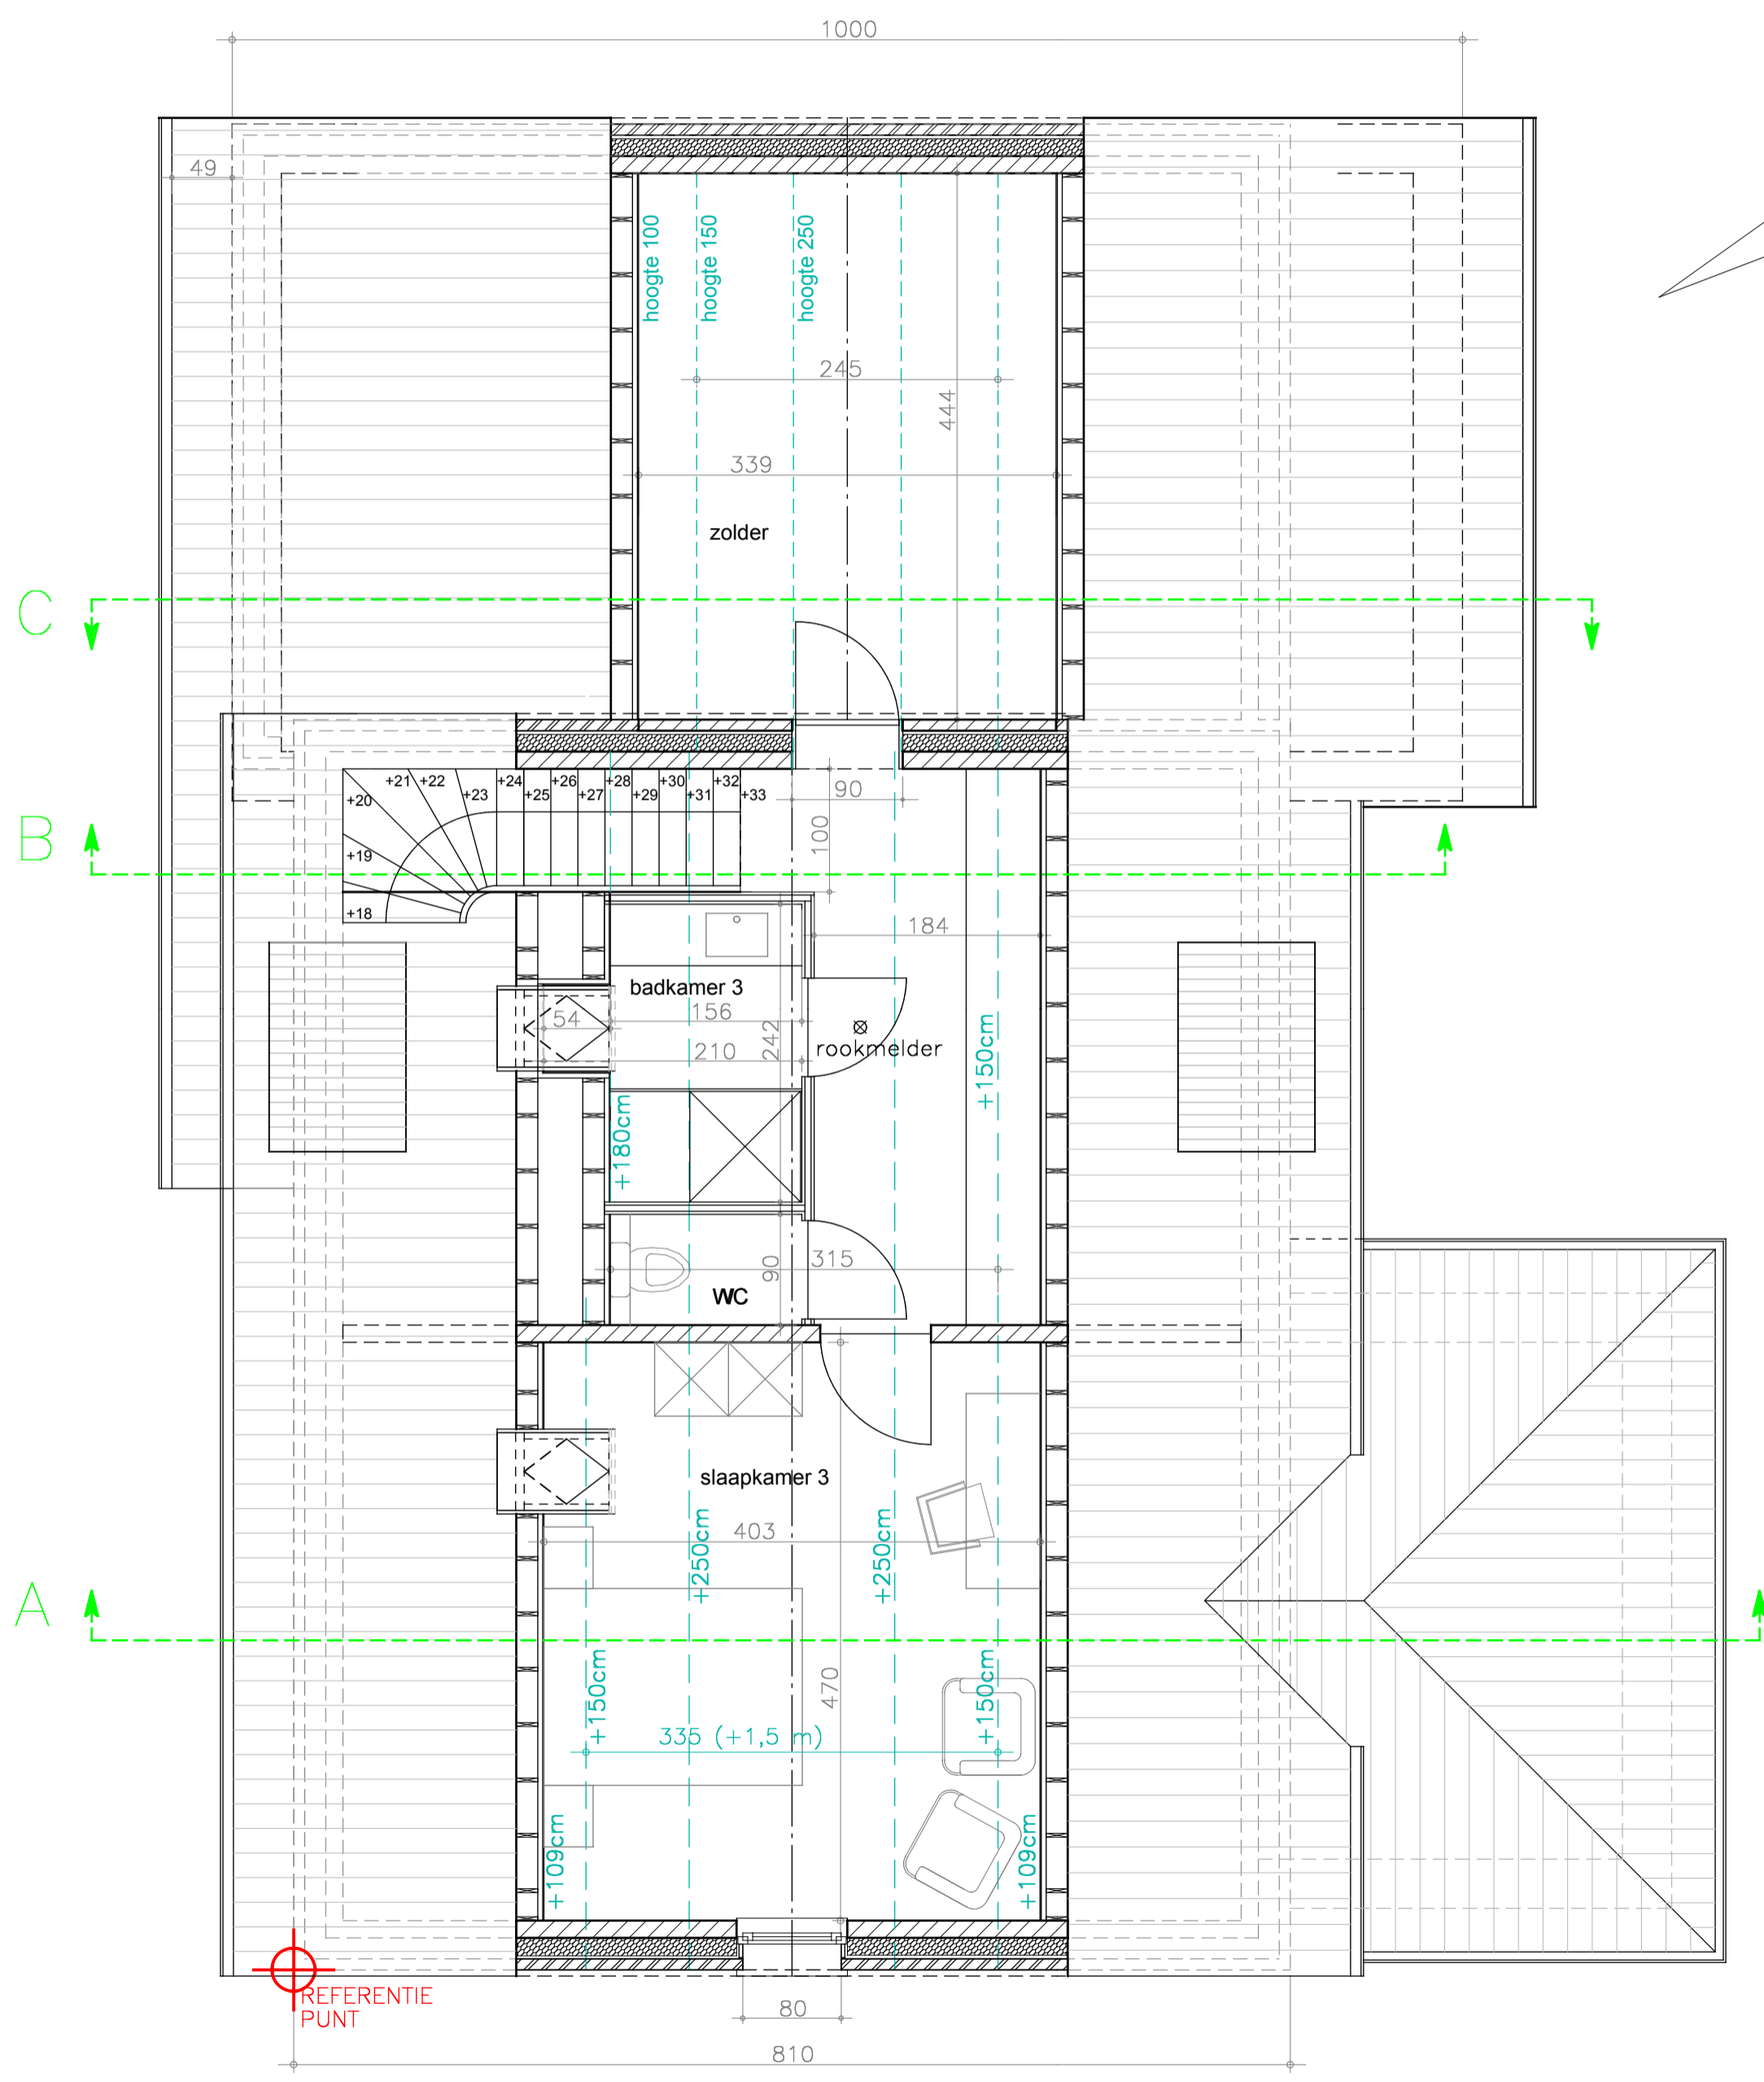 1000
49
hoogte 100
hoogte 150
hoogte 250
245
444
339
zolder
C
+21
+22
+24
+26
+28
+30
+32
+20
+23
+25
+27
+29
+31
+33
90
100
B
+19
+18
184
badkamer 3
54
156
242
210
rookmelder
+150cm
+180cm
315
90
WC
slaapkamer 3
403
+250cm
+250cm
A
470
+150cm
+150cm
335 (+1,5 m)
+109cm
+109cm
REFERENTIE
PUNT
80
810